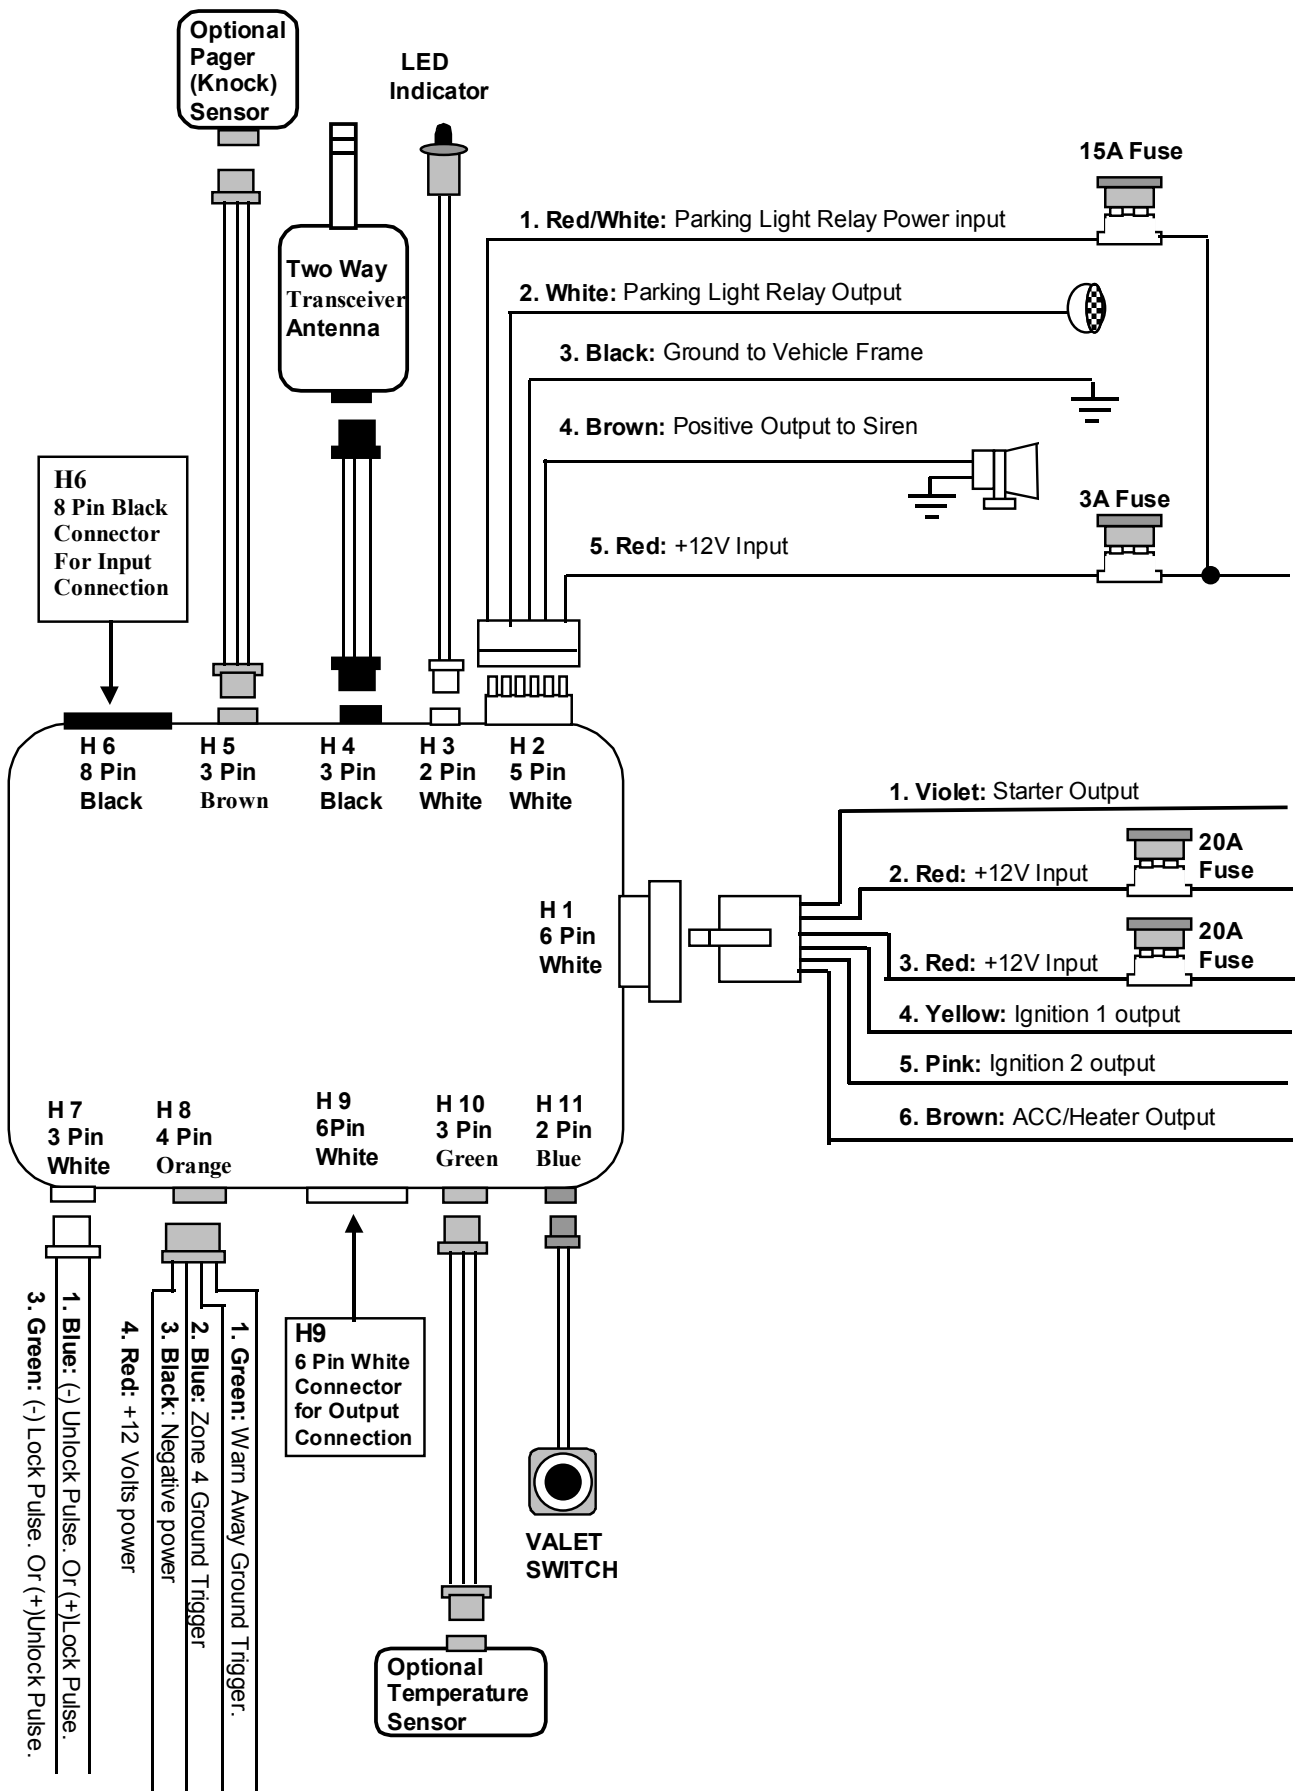 Optional
Pager
(Knock)
Sensor
LED
Indicator
15A Fuse
1. Red/White: Parking Light Relay Power input
Two Way
Transceiver
Antenna
2. White: Parking Light Relay Output
3. Black: Ground to Vehicle Frame
4. Brown: Positive Output to Siren
H6
8 Pin Black
Connector
For Input
Connection
3A Fuse
5. Red: +12V Input
H 6
8 Pin
Black
H 5
3 Pin
Brown
H 4
3 Pin
Black
H 3
2 Pin
White
H 2
5 Pin
White
1. Violet: Starter Output
20A
Fuse
2. Red: +12V Input
H 1
6 Pin
White
20A
Fuse
3. Red: +12V Input
4. Yellow: Ignition 1 output
5. Pink: Ignition 2 output
6. Brown: ACC/Heater Output
H 7
3 Pin
White
H 8
4 Pin
Orange
H 9
6Pin
White
H 10
3 Pin
Green
H 11
2 Pin
Blue
1. Blue: (-) Unlock Pulse. Or (+)Lock Pulse.
3. Green: (-) Lock Pulse. Or (+)Unlock Pulse.
1. Green: Warn Away Ground Trigger.
2. Blue: Zone 4 Ground Trigger
3. Black: Negative power
4. Red: +12 Volts power
H9
6 Pin White
Connector
for Output
Connection
VALET
SWITCH
Optional
Temperature
Sensor